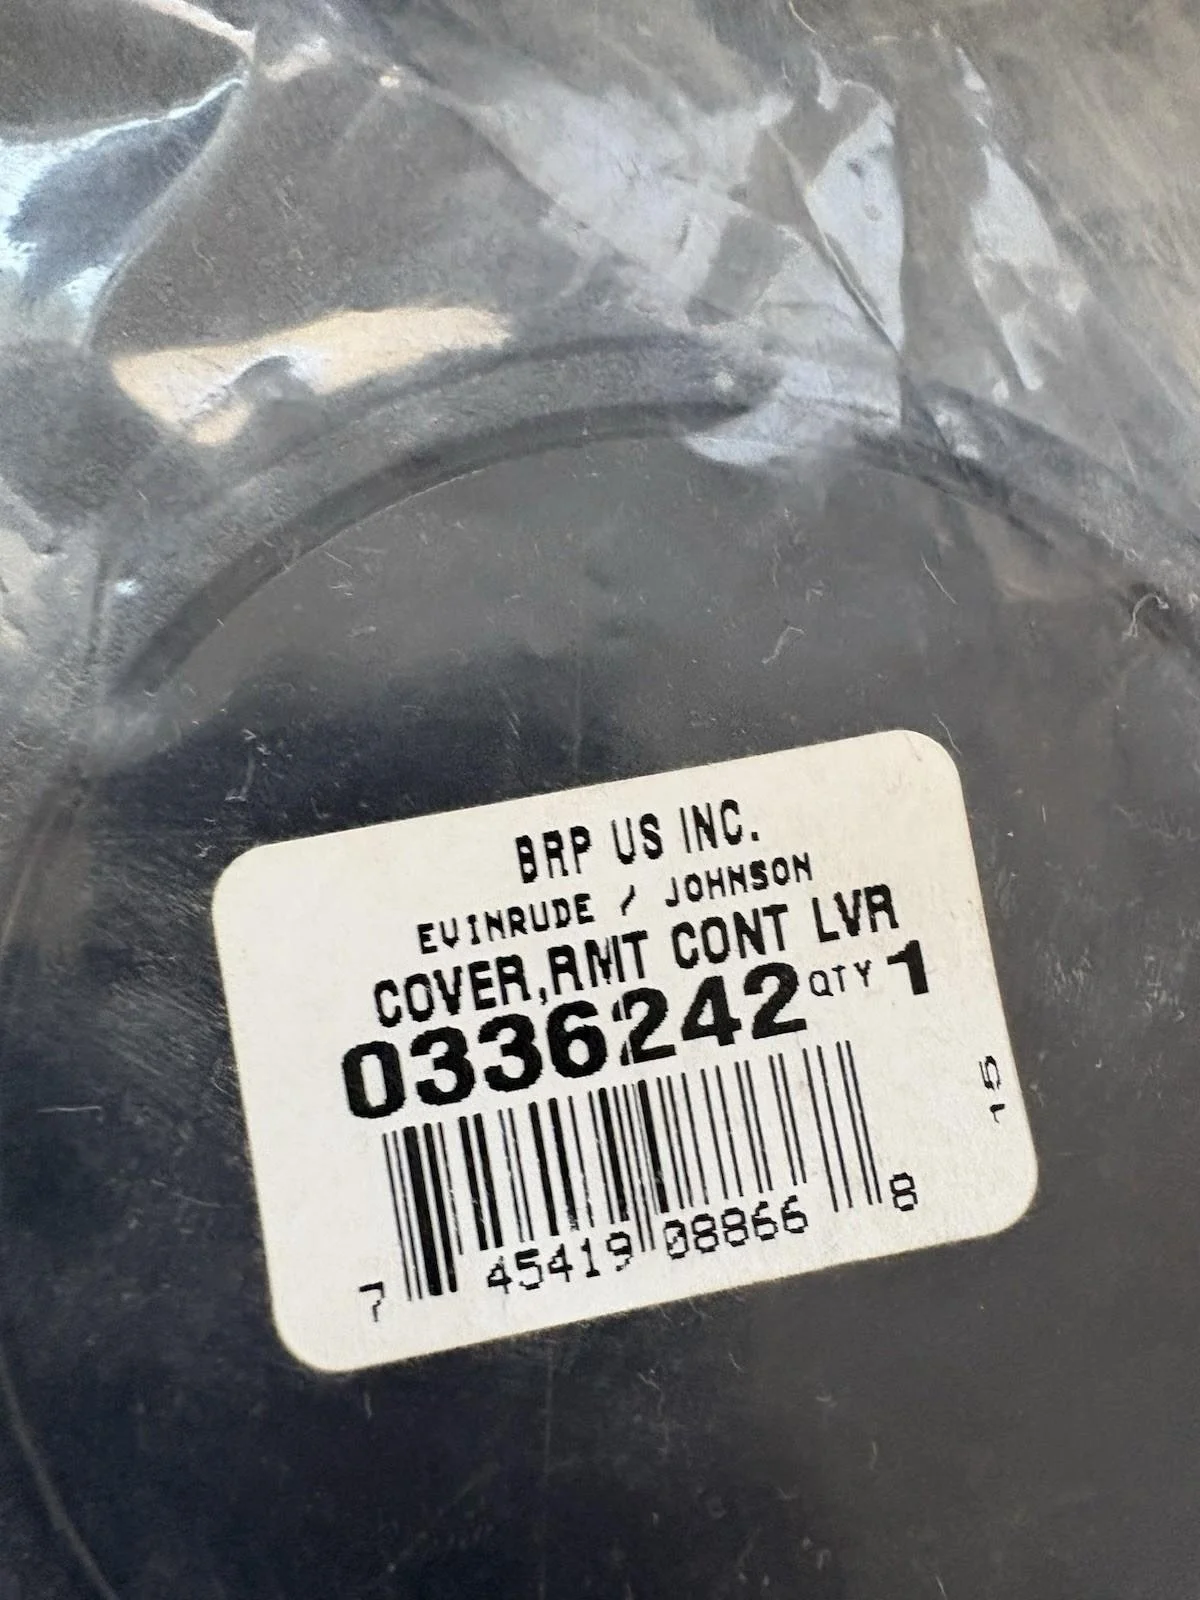 BRP US INC.
EVINRUDE / JOHNSON
COVER,RMT CONT LVR
0336242 QTY 1
7 45419 08866 8
15